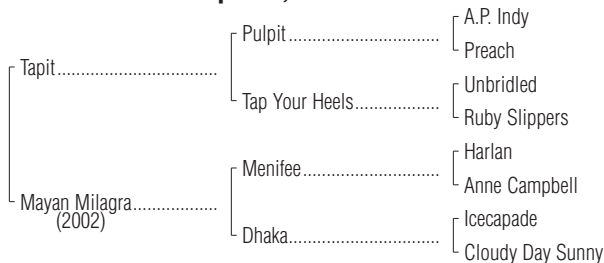 A.P. Indy
Pulpit
Preach
Tapit
Unbridled
Tap Your Heels
Ruby Slippers
Harlan
Menifee
Anne Campbell
Mayan Milagra
(2002)
Icecapade
Dhaka
Cloudy Day Sunny